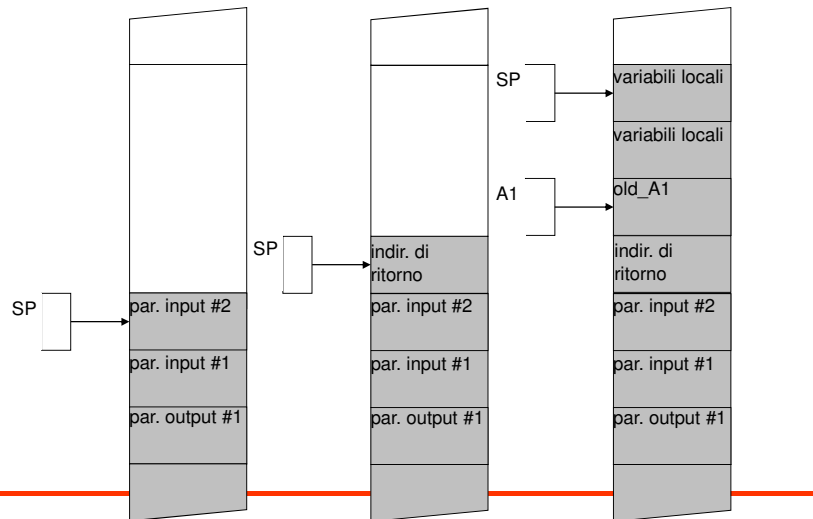 SP
par. input #2
par. input #1
par. output #1
SP
indir. di
ritorno
par. input #2
par. input #1
par. output #1
SP
A1
variabili locali
variabili locali
old_A1
indir. di
ritorno
par. input #2
par. input #1
par. output #1